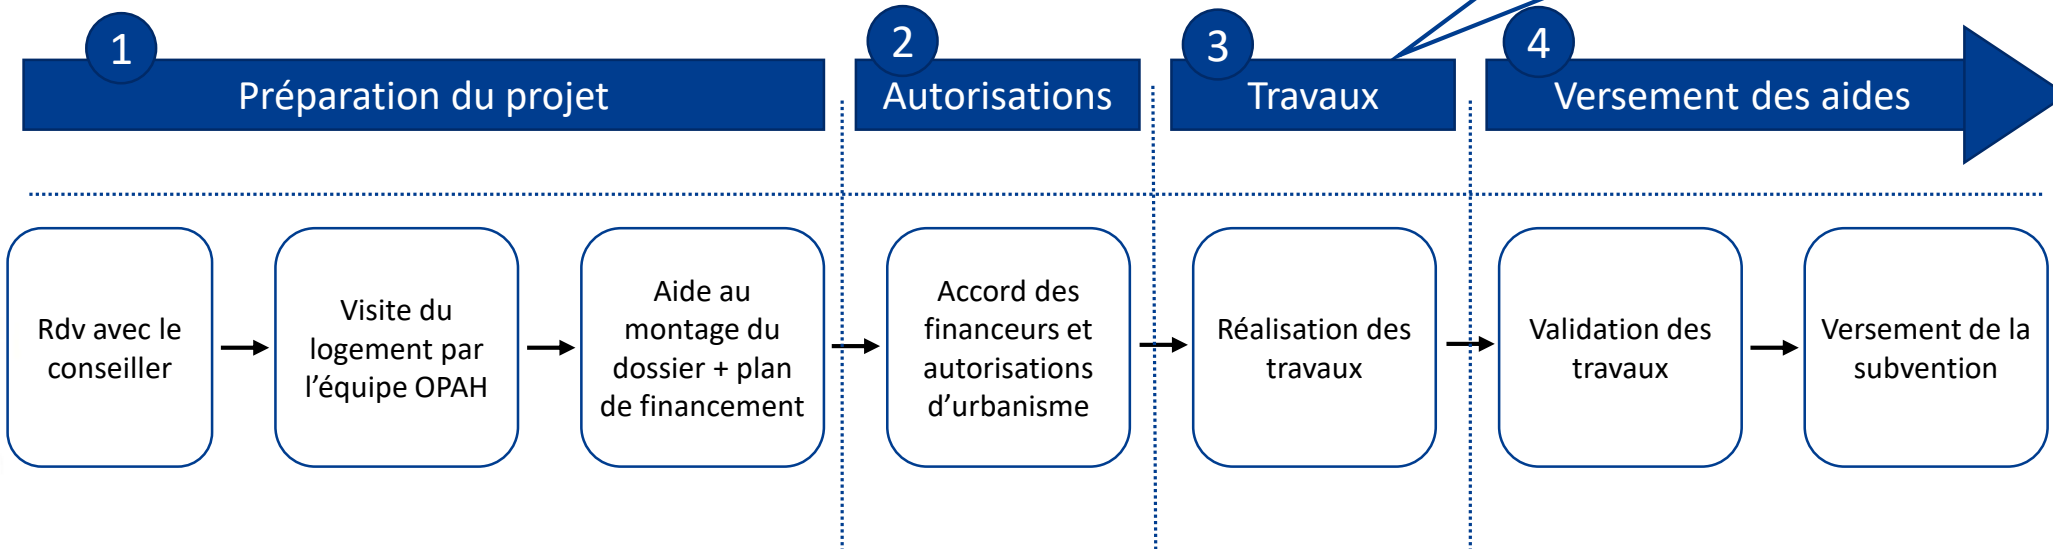 1
Préparation du projet
2
Autorisations
3
Travaux
4
Versement des aides
Rdv avec le
conseiller
Visite du
logement par
l’équipe OPAH
Aide au
montage du
dossier + plan
de financement
Accord des
financeurs et
autorisations
d’urbanisme
Réalisation des
travaux
Validation des
travaux
Versement de la
subvention